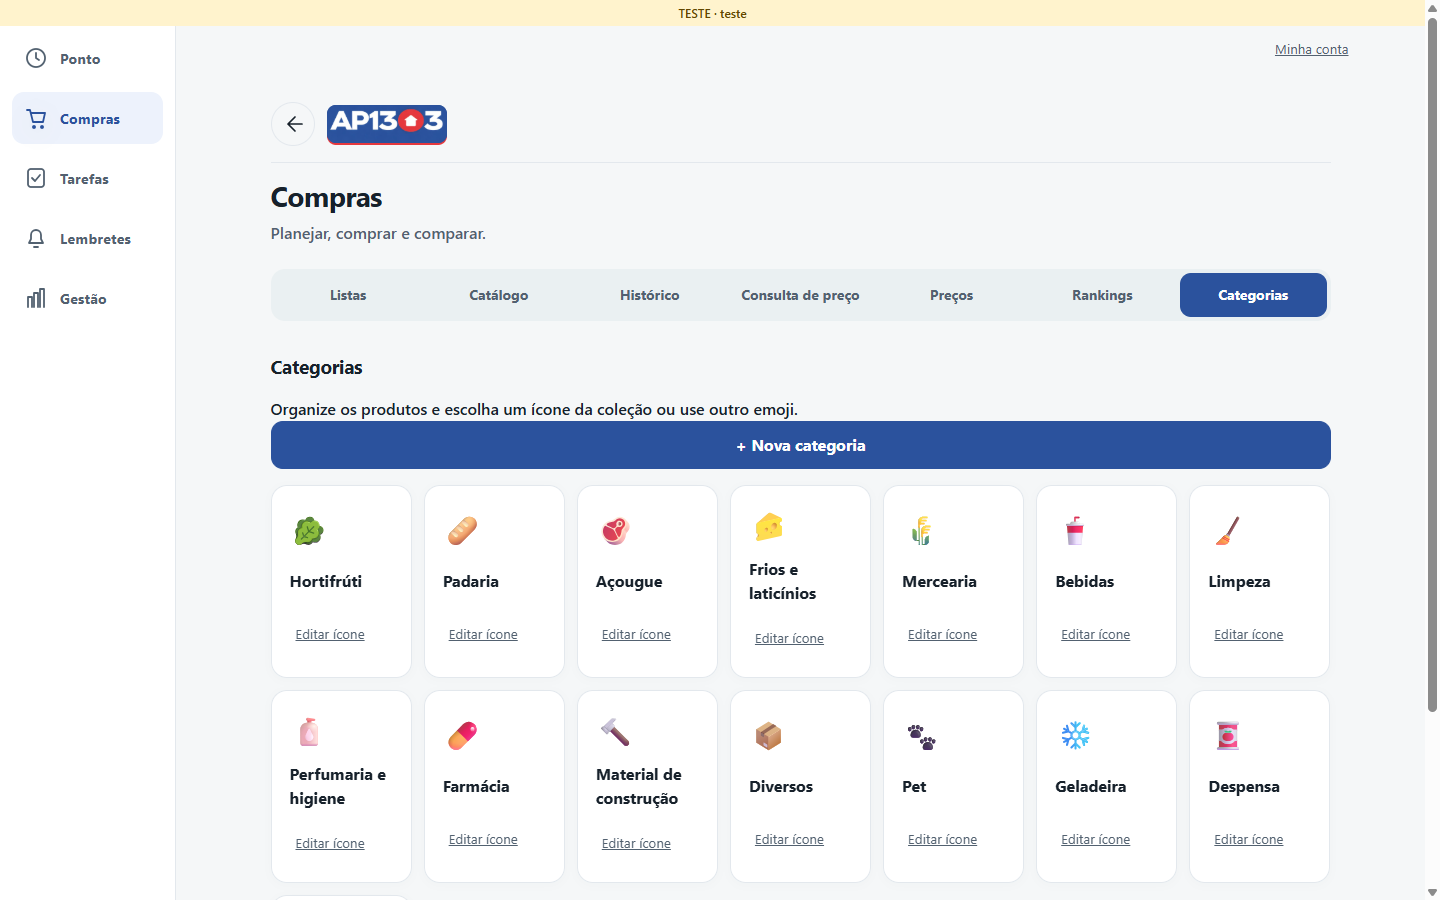 TESTE · teste
Minha conta
Ponto
Compras
Tarefas
Lembretes
Gestão
AP1303
Compras
Planejar, comprar e comparar.
Listas
Catálogo
Histórico
Consulta de preço
Preços
Rankings
Categorias
Categorias
Organize os produtos e escolha um ícone da coleção ou use outro emoji.
+ Nova categoria
Hortifrúti
Editar ícone
Padaria
Editar ícone
Açougue
Editar ícone
Frios e
laticínios
Editar ícone
Mercearia
Editar ícone
Bebidas
Editar ícone
Limpeza
Editar ícone
Perfumaria e
higiene
Editar ícone
Farmácia
Editar ícone
Material de
construção
Editar ícone
Diversos
Editar ícone
Pet
Editar ícone
Geladeira
Editar ícone
Despensa
Editar ícone